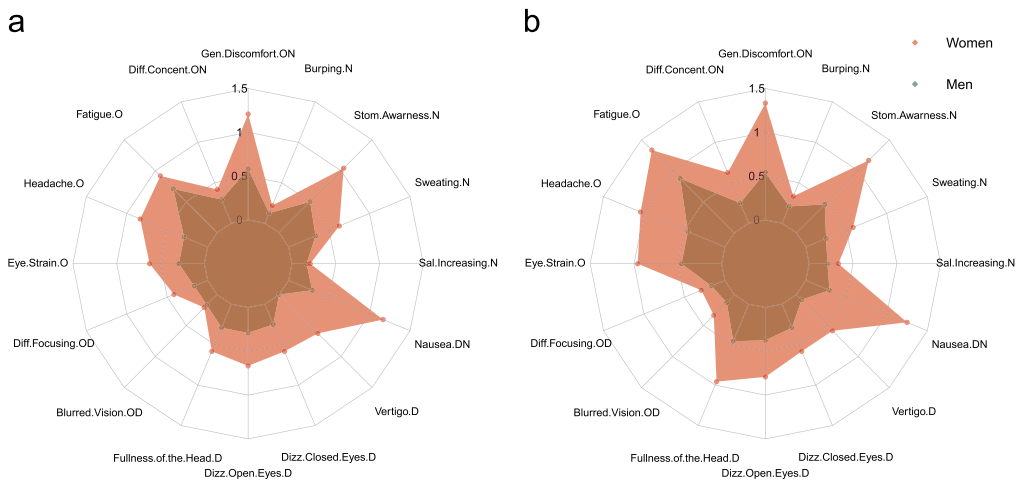 a
Gen.Discomfort.ON
Diff.Concent.ON
Burping.N
Fatigue.O
Stom.Awarness.N
Headache.O
Sweating.N
Eye.Strain.O
Sal.Increasing.N
Diff.Focusing.OD
Nausea.DN
Blurred.Vision.OD
Vertigo.D
Fullness.of.the.Head.D
Dizz.Closed.Eyes.D
Dizz.Open.Eyes.D
1.5
1
0.5
0
b
Women
Men
Gen.Discomfort.ON
Diff.Concent.ON
Burping.N
Fatigue.O
Stom.Awarness.N
Headache.O
Sweating.N
Eye.Strain.O
Sal.Increasing.N
Diff.Focusing.OD
Nausea.DN
Blurred.Vision.OD
Vertigo.D
Fullness.of.the.Head.D
Dizz.Closed.Eyes.D
Dizz.Open.Eyes.D
1.5
1
0.5
0